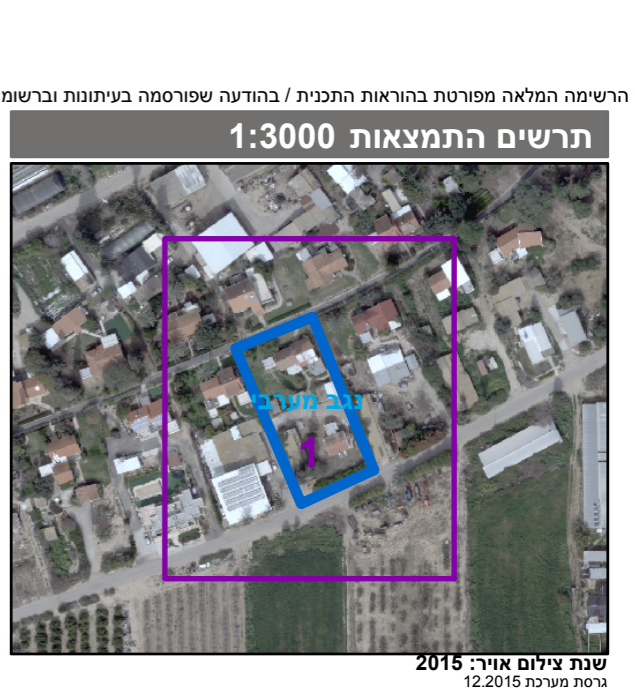 הרשימה המלאה מפורטת בהוראות התכנית / בהודעה שפורסמה בעיתונות וברשומ
תרשים התמצאות 1:3000
נגב מערבי
1
שנת צילום אויר: 2015
גרסת מערכת 12.2015